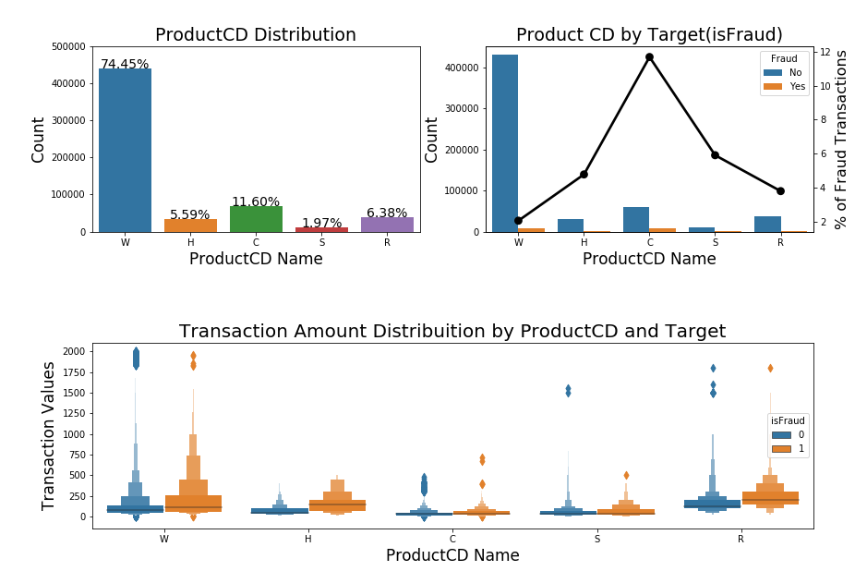 ProductCD Distribution
500000
400000
300000
200000
100000
0
Count
74.45%
5.59%
11.60%
1.97%
6.38%
W H C S R
ProductCD Name
Product CD by Target(isFraud)
400000
300000
200000
100000
0
Count
Fraud
No
Yes
12
10
8
6
4
2
% of Fraud Transactions
W H C S R
ProductCD Name
Transaction Amount Distribuition by ProductCD and Target
2000
1750
1500
1250
1000
750
500
250
0
Transaction Values
isFraud
0
1
W H C S R
ProductCD Name